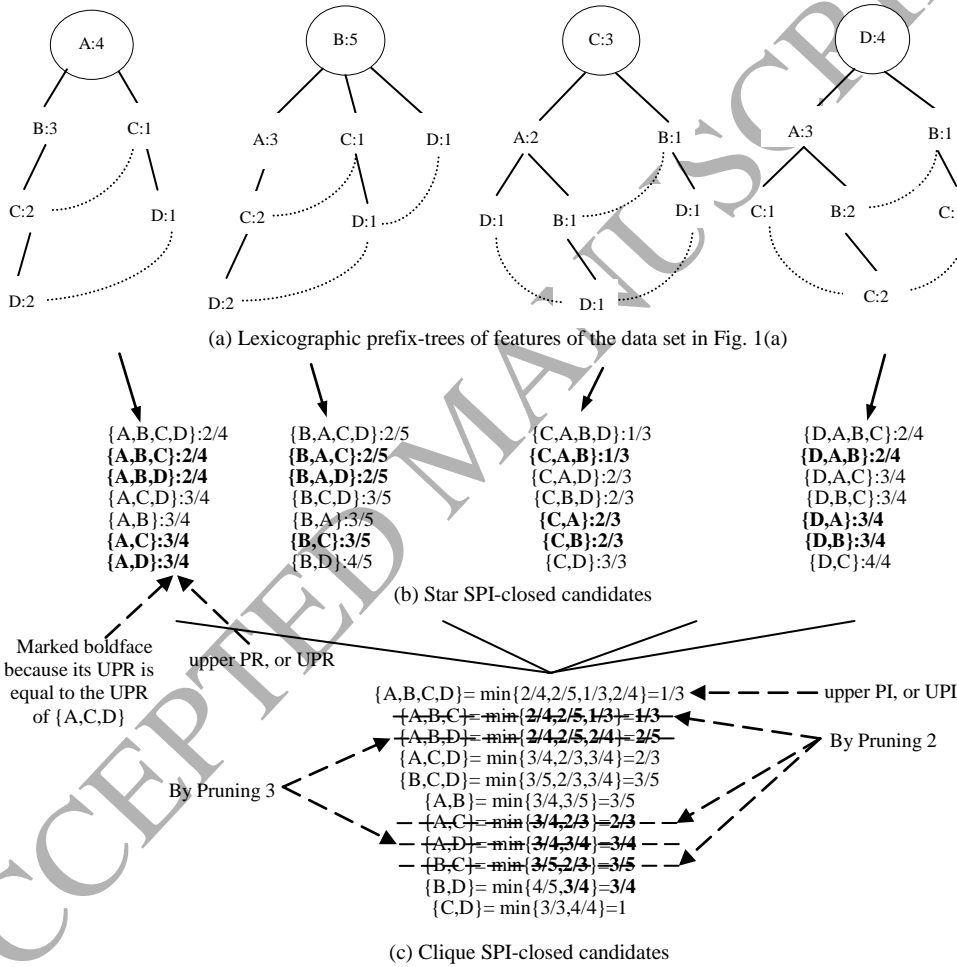 A:4 B:5 C:3 D:4
B:3 C:1 A:3 C:1 D:1 A:2 B:1 A:3 B:1
C:2 D:1 C:2 D:1 D:1 B:1 D:1 C:1 B:2 C:
D:2 D:2 D:1 C:2
(a) Lexicographic prefix-trees of features of the data set in Fig. 1(a)
{A,B,C,D}:2/4 {B,A,C,D}:2/5 {C,A,B,D}:1/3 {D,A,B,C}:2/4
{A,B,C}:2/4 {B,A,C}:2/5 {C,A,B}:1/3 {D,A,B}:2/4
{A,B,D}:2/4 {B,A,D}:2/5 {C,A,D}:2/3 {D,A,C}:3/4
{A,C,D}:3/4 {B,C,D}:3/5 {C,B,D}:2/3 {D,B,C}:3/4
{A,B}:3/4 {B,A}:3/5 {C,A}:2/3 {D,A}:3/4
{A,C}:3/4 {B,C}:3/5 {C,B}:2/3 {D,B}:3/4
{A,D}:3/4 {B,D}:4/5 {C,D}:3/3 {D,C}:4/4
(b) Star SPI-closed candidates
Marked boldface
because its UPR is
equal to the UPR
of {A,C,D}
upper PR, or UPR
{A,B,C,D}= min{2/4,2/5,1/3,2/4}=1/3 upper PI, or UPI
{A,B,C}= min{2/4,2/5,1/3}=1/3
{A,B,D}= min{2/4,2/5,2/4}=2/5 By Pruning 2
{A,C,D}= min{3/4,2/3,3/4}=2/3
By Pruning 3 {B,C,D}= min{3/5,2/3,3/4}=3/5
{A,B}= min{3/4,3/5}=3/5
{A,C}= min{3/4,2/3}=2/3
{A,D}= min{3/4,3/4}=3/4
{B,C}= min{3/5,2/3}=3/5
{B,D}= min{4/5,3/4}=3/4
{C,D}= min{3/3,4/4}=1
(c) Clique SPI-closed candidates
CCEPTED MANUSCRI